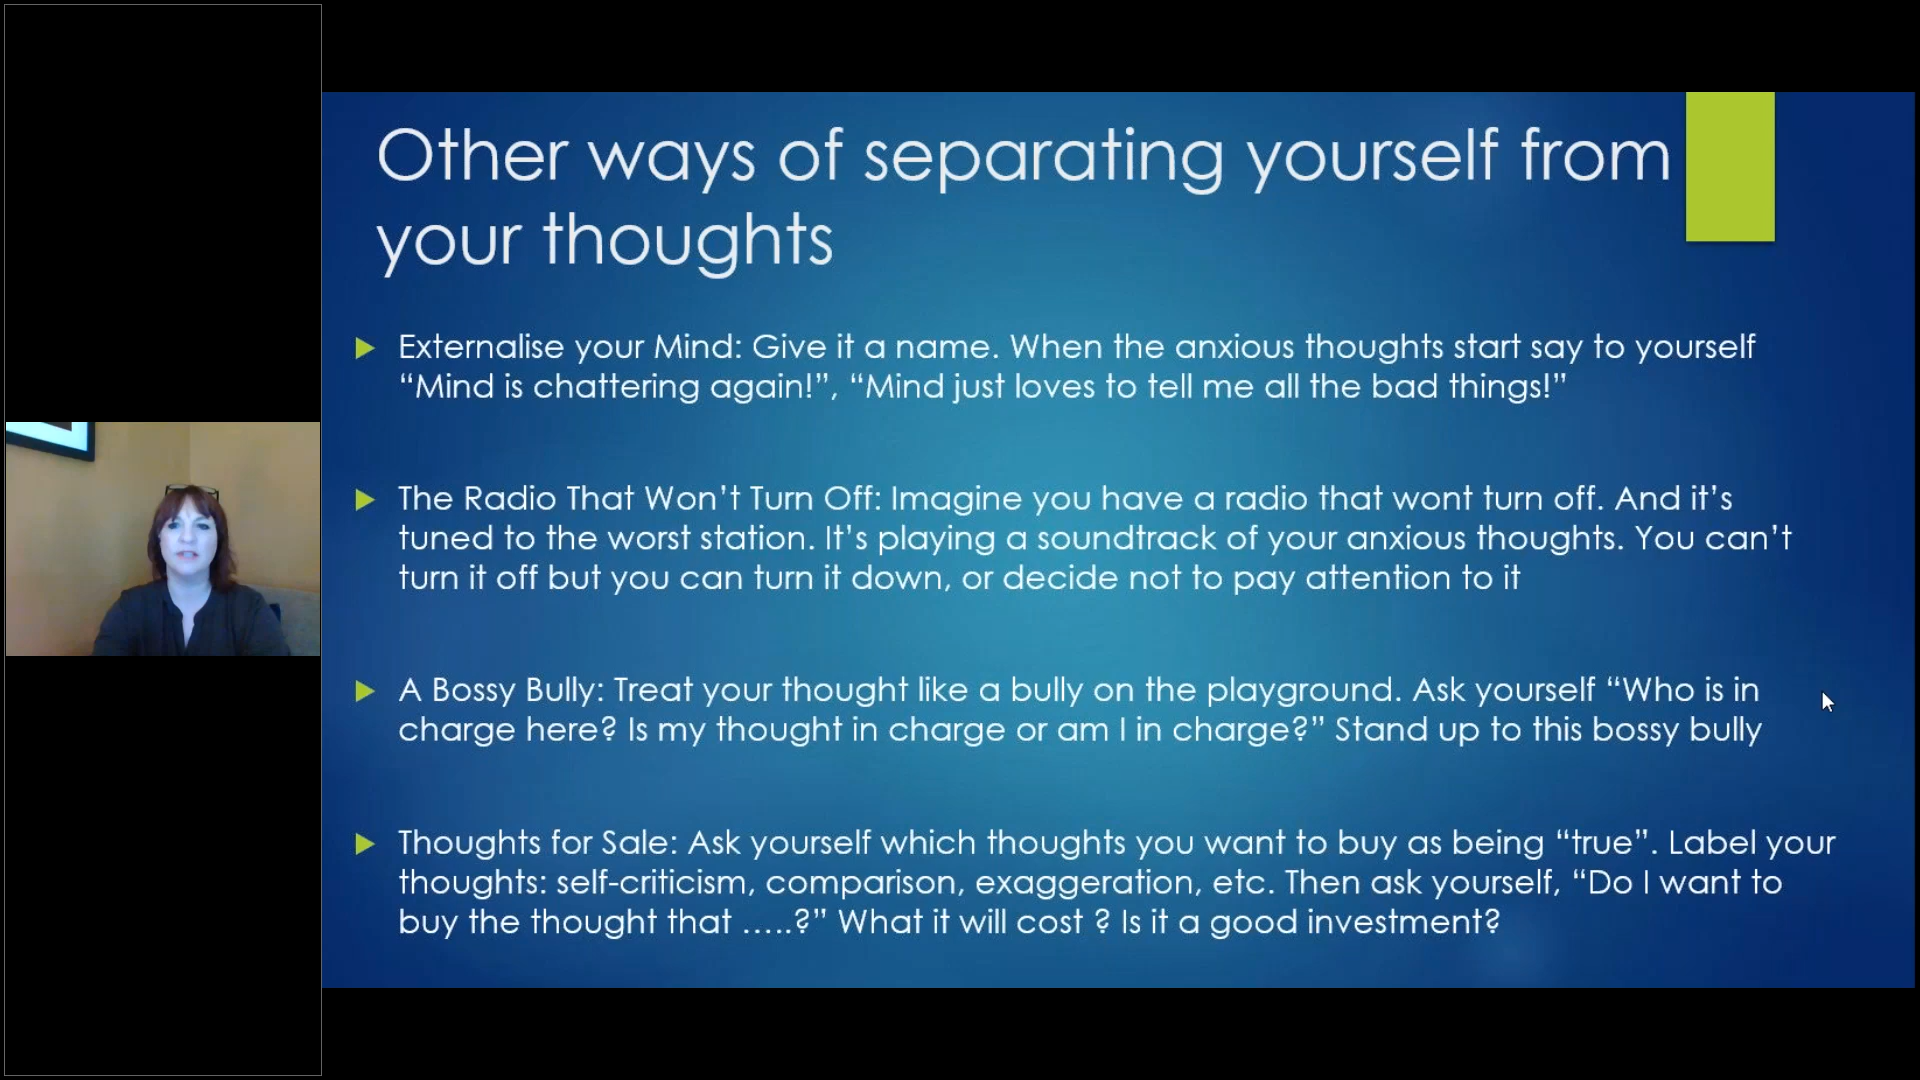 Other ways of separating yourself from
your thoughts
Externalise your Mind: Give it a name. When the anxious thoughts start say to yourself
“Mind is chattering again!”, “Mind just loves to tell me all the bad things!”
The Radio That Won’t Turn Off: Imagine you have a radio that wont turn off. And it’s
tuned to the worst station. It’s playing a soundtrack of your anxious thoughts. You can’t
turn it off but you can turn it down, or decide not to pay attention to it
A Bossy Bully: Treat your thought like a bully on the playground. Ask yourself “Who is in
charge here? Is my thought in charge or am I in charge?” Stand up to this bossy bully
Thoughts for Sale: Ask yourself which thoughts you want to buy as being “true”. Label your
thoughts: self-criticism, comparison, exaggeration, etc. Then ask yourself, “Do I want to
buy the thought that …..?” What it will cost ? Is it a good investment?